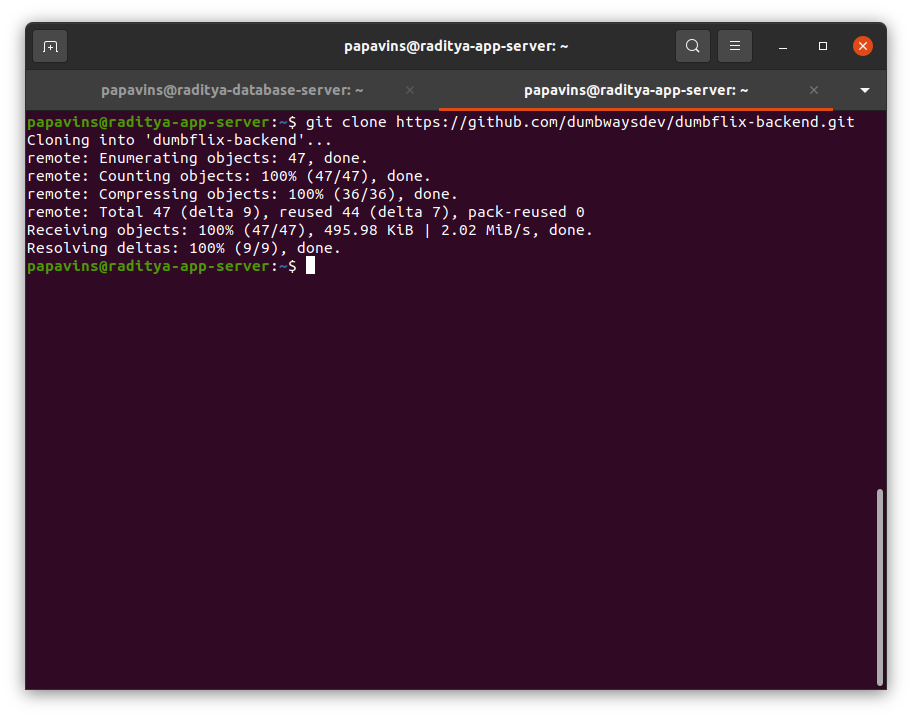 papavins@raditya-app-server: ~
papavins@raditya-database-server: ~
papavins@raditya-app-server: ~
papavins@raditya-app-server:~$ git clone https://github.com/dumbwaysdev/dumbflix-backend.git
Cloning into 'dumbflix-backend'...
remote: Enumerating objects: 47, done.
remote: Counting objects: 100% (47/47), done.
remote: Compressing objects: 100% (36/36), done.
remote: Total 47 (delta 9), reused 44 (delta 7), pack-reused 0
Receiving objects: 100% (47/47), 495.98 KiB | 2.02 MiB/s, done.
Resolving deltas: 100% (9/9), done.
papavins@raditya-app-server:~$